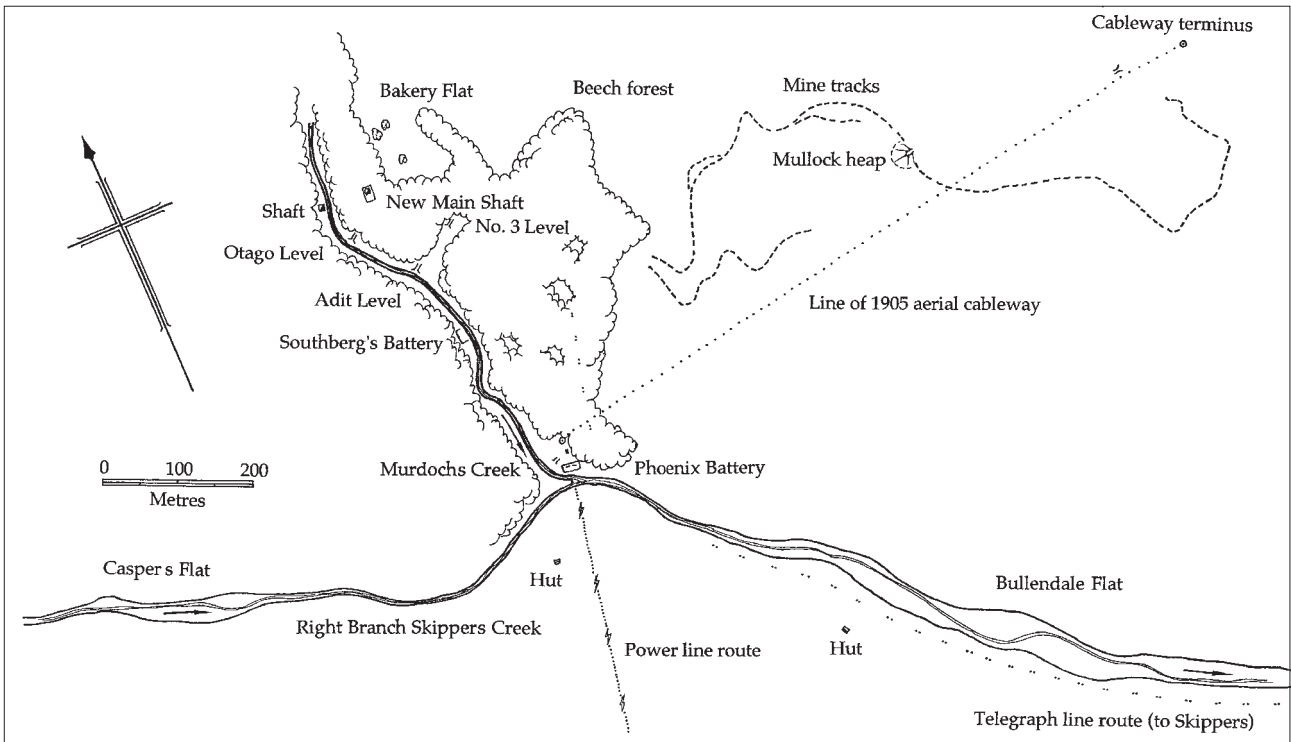 Cableway terminus
Bakery Flat
Beech forest
Mine tracks
Mullock heap
New Main Shaft
Shaft
No. 3 Level
Otago Level
Adit Level
Line of 1905 aerial cableway
Southberg's Battery
Murdochs Creek
Phoenix Battery
0 100 200
Metres
Casper's Flat
Hut
Bullendale Flat
Right Branch Skippers Creek
Power line route
Hut
Telegraph line route (to Skippers)